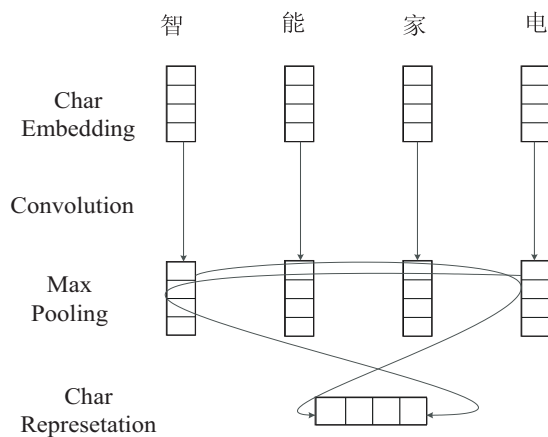 智 能 家 电
Char
Embedding
Convolution
Max
Pooling
Char
Represetation